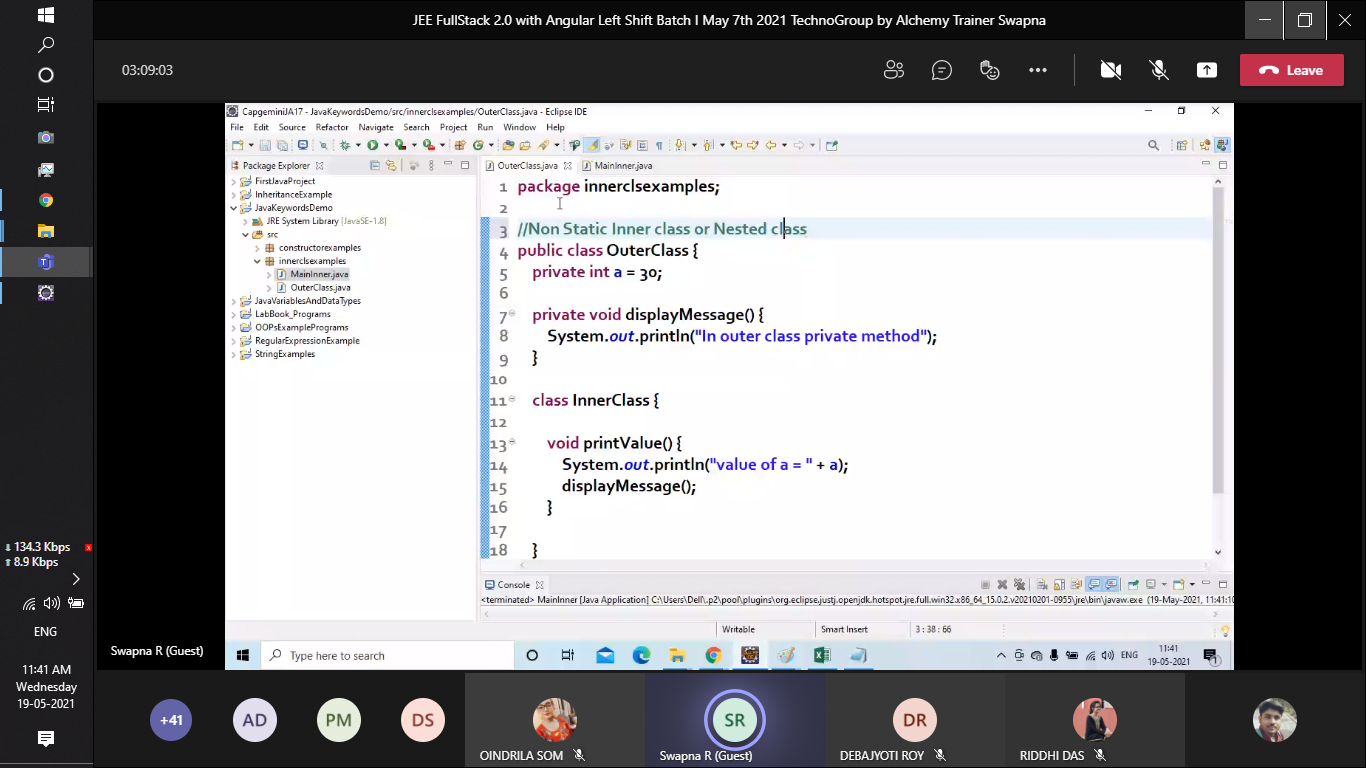 JEE FullStack 2.0 with Angular Left Shift Batch I May 7th 2021 TechnoGroup by Alchemy Trainer Swapna
03:09:03
Leave
CapgeminiJA17 - JavaKeywordsDemo/src/innerclsexamples/OuterClass.java - Eclipse IDE
File Edit Source Refactor Navigate Search Project Run Window Help
Package Explorer
FirstJavaProject
InheritanceExample
JavaKeywordsDemo
JRE System Library [JavaSE-1.8]
src
constructorexamples
innerclsexamples
MainInner.java
OuterClass.java
JavaVariablesAndDataTypes
LabBook_Programs
OOPsExamplePrograms
RegularExpressionExample
StringExamples
OuterClass.java MainInner.java
1 package innerclsexamples;
2
3 //Non Static Inner class or Nested class
4 public class OuterClass {
5 private int a = 30;
6
7 private void displayMessage() {
8 System.out.println("In outer class private method");
9 }
10
11 class InnerClass {
12
13 void printValue() {
14 System.out.println("value of a = " + a);
15 displayMessage();
16 }
17
18 }
Console
<terminated> MainInner [Java Application] C:\Users\Dell\.p2\pool\plugins\org.eclipse.justj.openjdk.hotspot.jre.full.win32.x86_64_15.0.2.v20210201-0955\jre\bin\javaw.exe (19-May-2021, 11:41:10
Writable Smart Insert 3 : 38 : 66
Type here to search
ENG
11:41
19-05-2021
1
134.3 Kbps
8.9 Kbps
ENG
11:41 AM
Wednesday
19-05-2021
Swapna R (Guest)
+41
AD
PM
DS
OINDRILA SOM
SR
Swapna R (Guest)
DR
DEBAJYOTI ROY
RIDDHI DAS